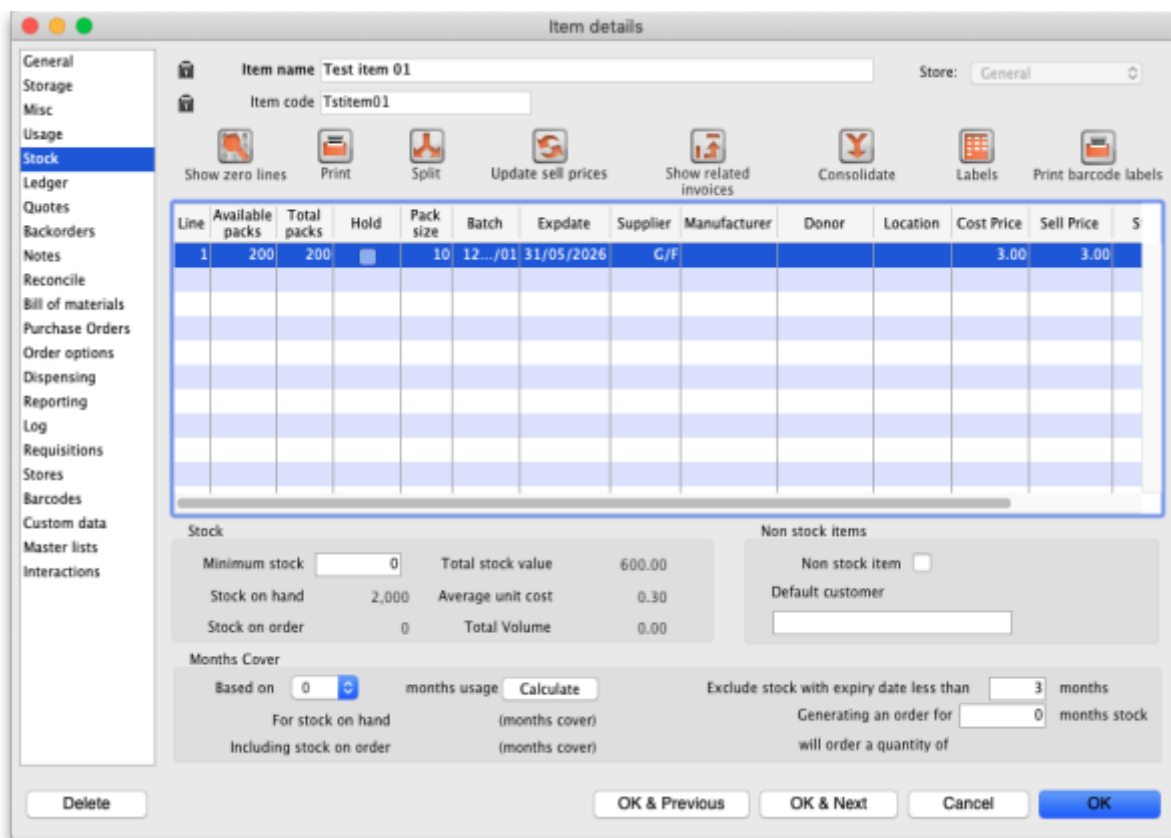 Item details
General
Storage
Misc
Usage
Stock
Ledger
Quotes
Backorders
Notes
Reconcile
Bill of materials
Purchase Orders
Order options
Dispensing
Reporting
Log
Requisitions
Stores
Barcodes
Custom data
Master lists
Interactions
Item name Test item 01 Store: General
Item code Tstitem01
Show zero lines Print Split Update sell prices Show related invoices Consolidate Labels Print barcode labels
Line Available packs Total packs Hold Pack size Batch Expdate Supplier Manufacturer Donor Location Cost Price Sell Price S
1 200 200 10 12.../01 31/05/2026 G/F 3.00 3.00
Stock
Minimum stock 0 Total stock value 600.00
Stock on hand 2,000 Average unit cost 0.30
Stock on order 0 Total Volume 0.00
Non stock items
Non stock item
Default customer
Months Cover
Based on 0 months usage Calculate
For stock on hand (months cover)
Including stock on order (months cover)
Exclude stock with expiry date less than 3 months
Generating an order for 0 months stock
will order a quantity of
Delete OK & Previous OK & Next Cancel OK